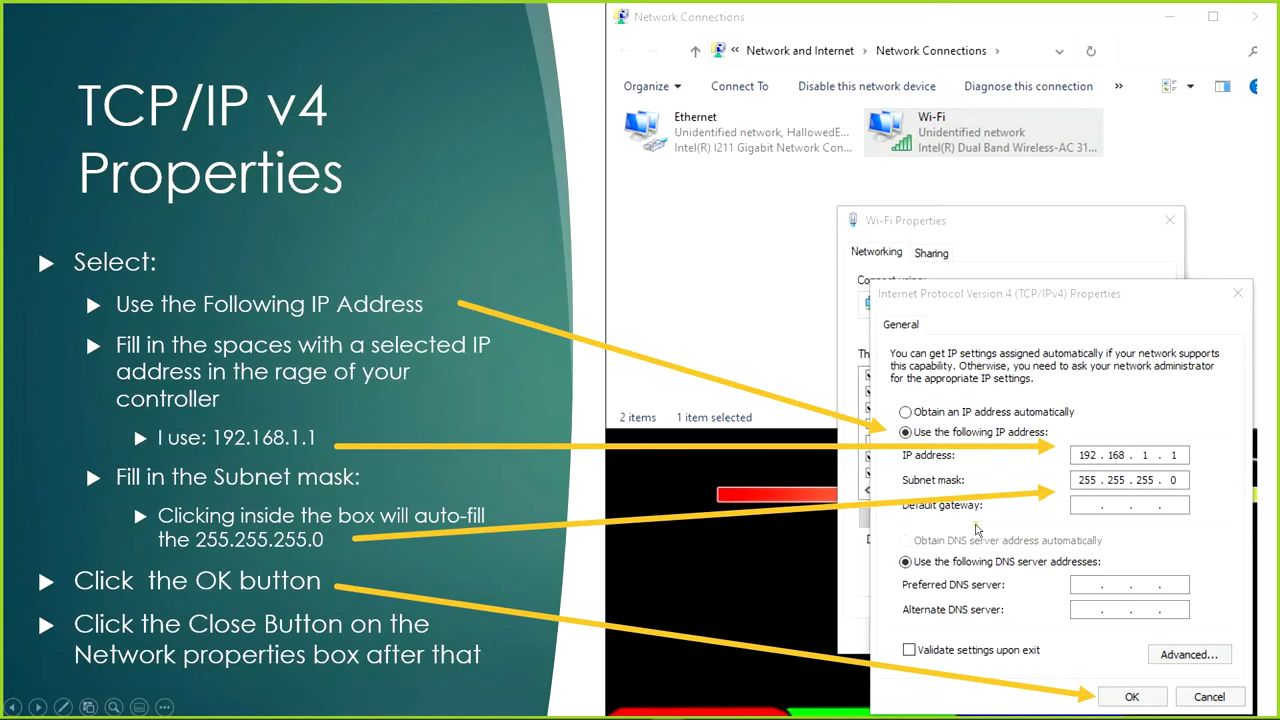 TCP/IP v4
Properties
Select:
Use the Following IP Address
Fill in the spaces with a selected IP
address in the rage of your
controller
I use: 192.168.1.1
Fill in the Subnet mask:
Clicking inside the box will auto-fill
the 255.255.255.0
Click the OK button
Click the Close Button on the
Network properties box after that
Network Connections
« Network and Internet > Network Connections >
Organize Connect To Disable this network device Diagnose this connection »
Ethernet
Unidentified network, HallowedE...
Intel(R) I211 Gigabit Network Con...
Wi-Fi
Unidentified network
Intel(R) Dual Band Wireless-AC 31...
2 items 1 item selected
Wi-Fi Properties
Networking Sharing
Internet Protocol Version 4 (TCP/IPv4) Properties
General
You can get IP settings assigned automatically if your network supports
this capability. Otherwise, you need to ask your network administrator
for the appropriate IP settings.
Obtain an IP address automatically
Use the following IP address:
IP address: 192 . 168 . 1 . 1
Subnet mask: 255 . 255 . 255 . 0
Default gateway: . . .
Obtain DNS server address automatically
Use the following DNS server addresses:
Preferred DNS server: . . .
Alternate DNS server: . . .
Validate settings upon exit
Advanced...
OK Cancel